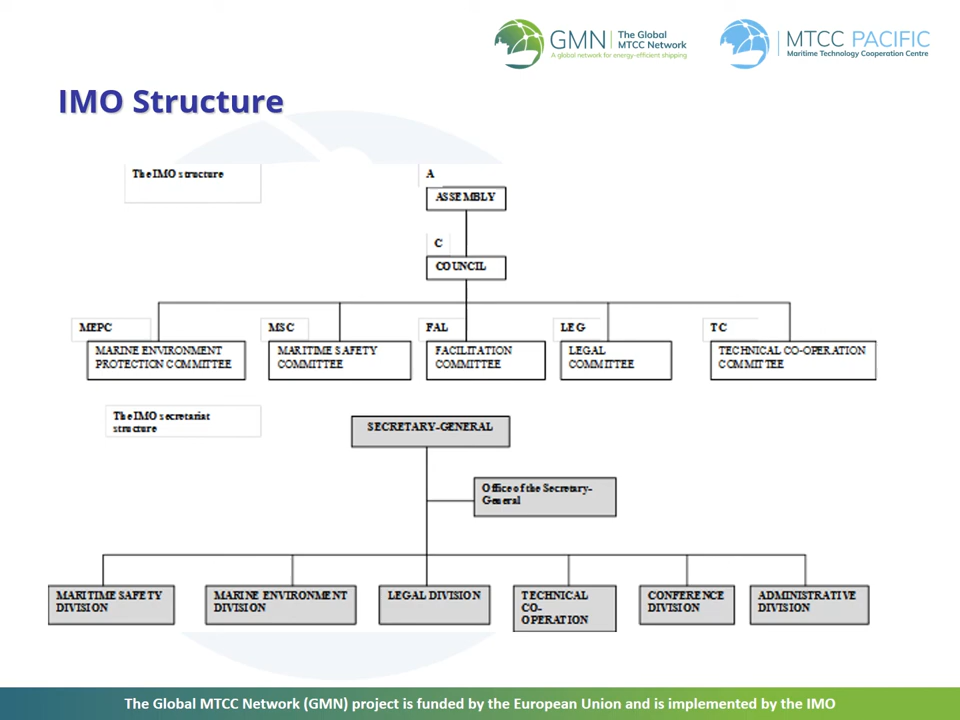 GMN
The Global
MTCC Network
A global network for energy-efficient shipping
MTCC PACIFIC
Maritime Technology Cooperation Centre
IMO Structure
The IMO structure
A
ASSEMBLY
C
COUNCIL
MEPC
MSC
FAL
LEG
TC
MARINE ENVIRONMENT
PROTECTION COMMITTEE
MARITIME SAFETY
COMMITTEE
FACILITATION
COMMITTEE
LEGAL
COMMITTEE
TECHNICAL CO-OPERATION
COMMITTEE
The IMO secretariat
structure
SECRETARY-GENERAL
Office of the Secretary-
General
MARITIME SAFETY
DIVISION
MARINE ENVIRONMENT
DIVISION
LEGAL DIVISION
TECHNICAL
CO-
OPERATION
CONFERENCE
DIVISION
ADMINISTRATIVE
DIVISION
The Global MTCC Network (GMN) project is funded by the European Union and is implemented by the IMO